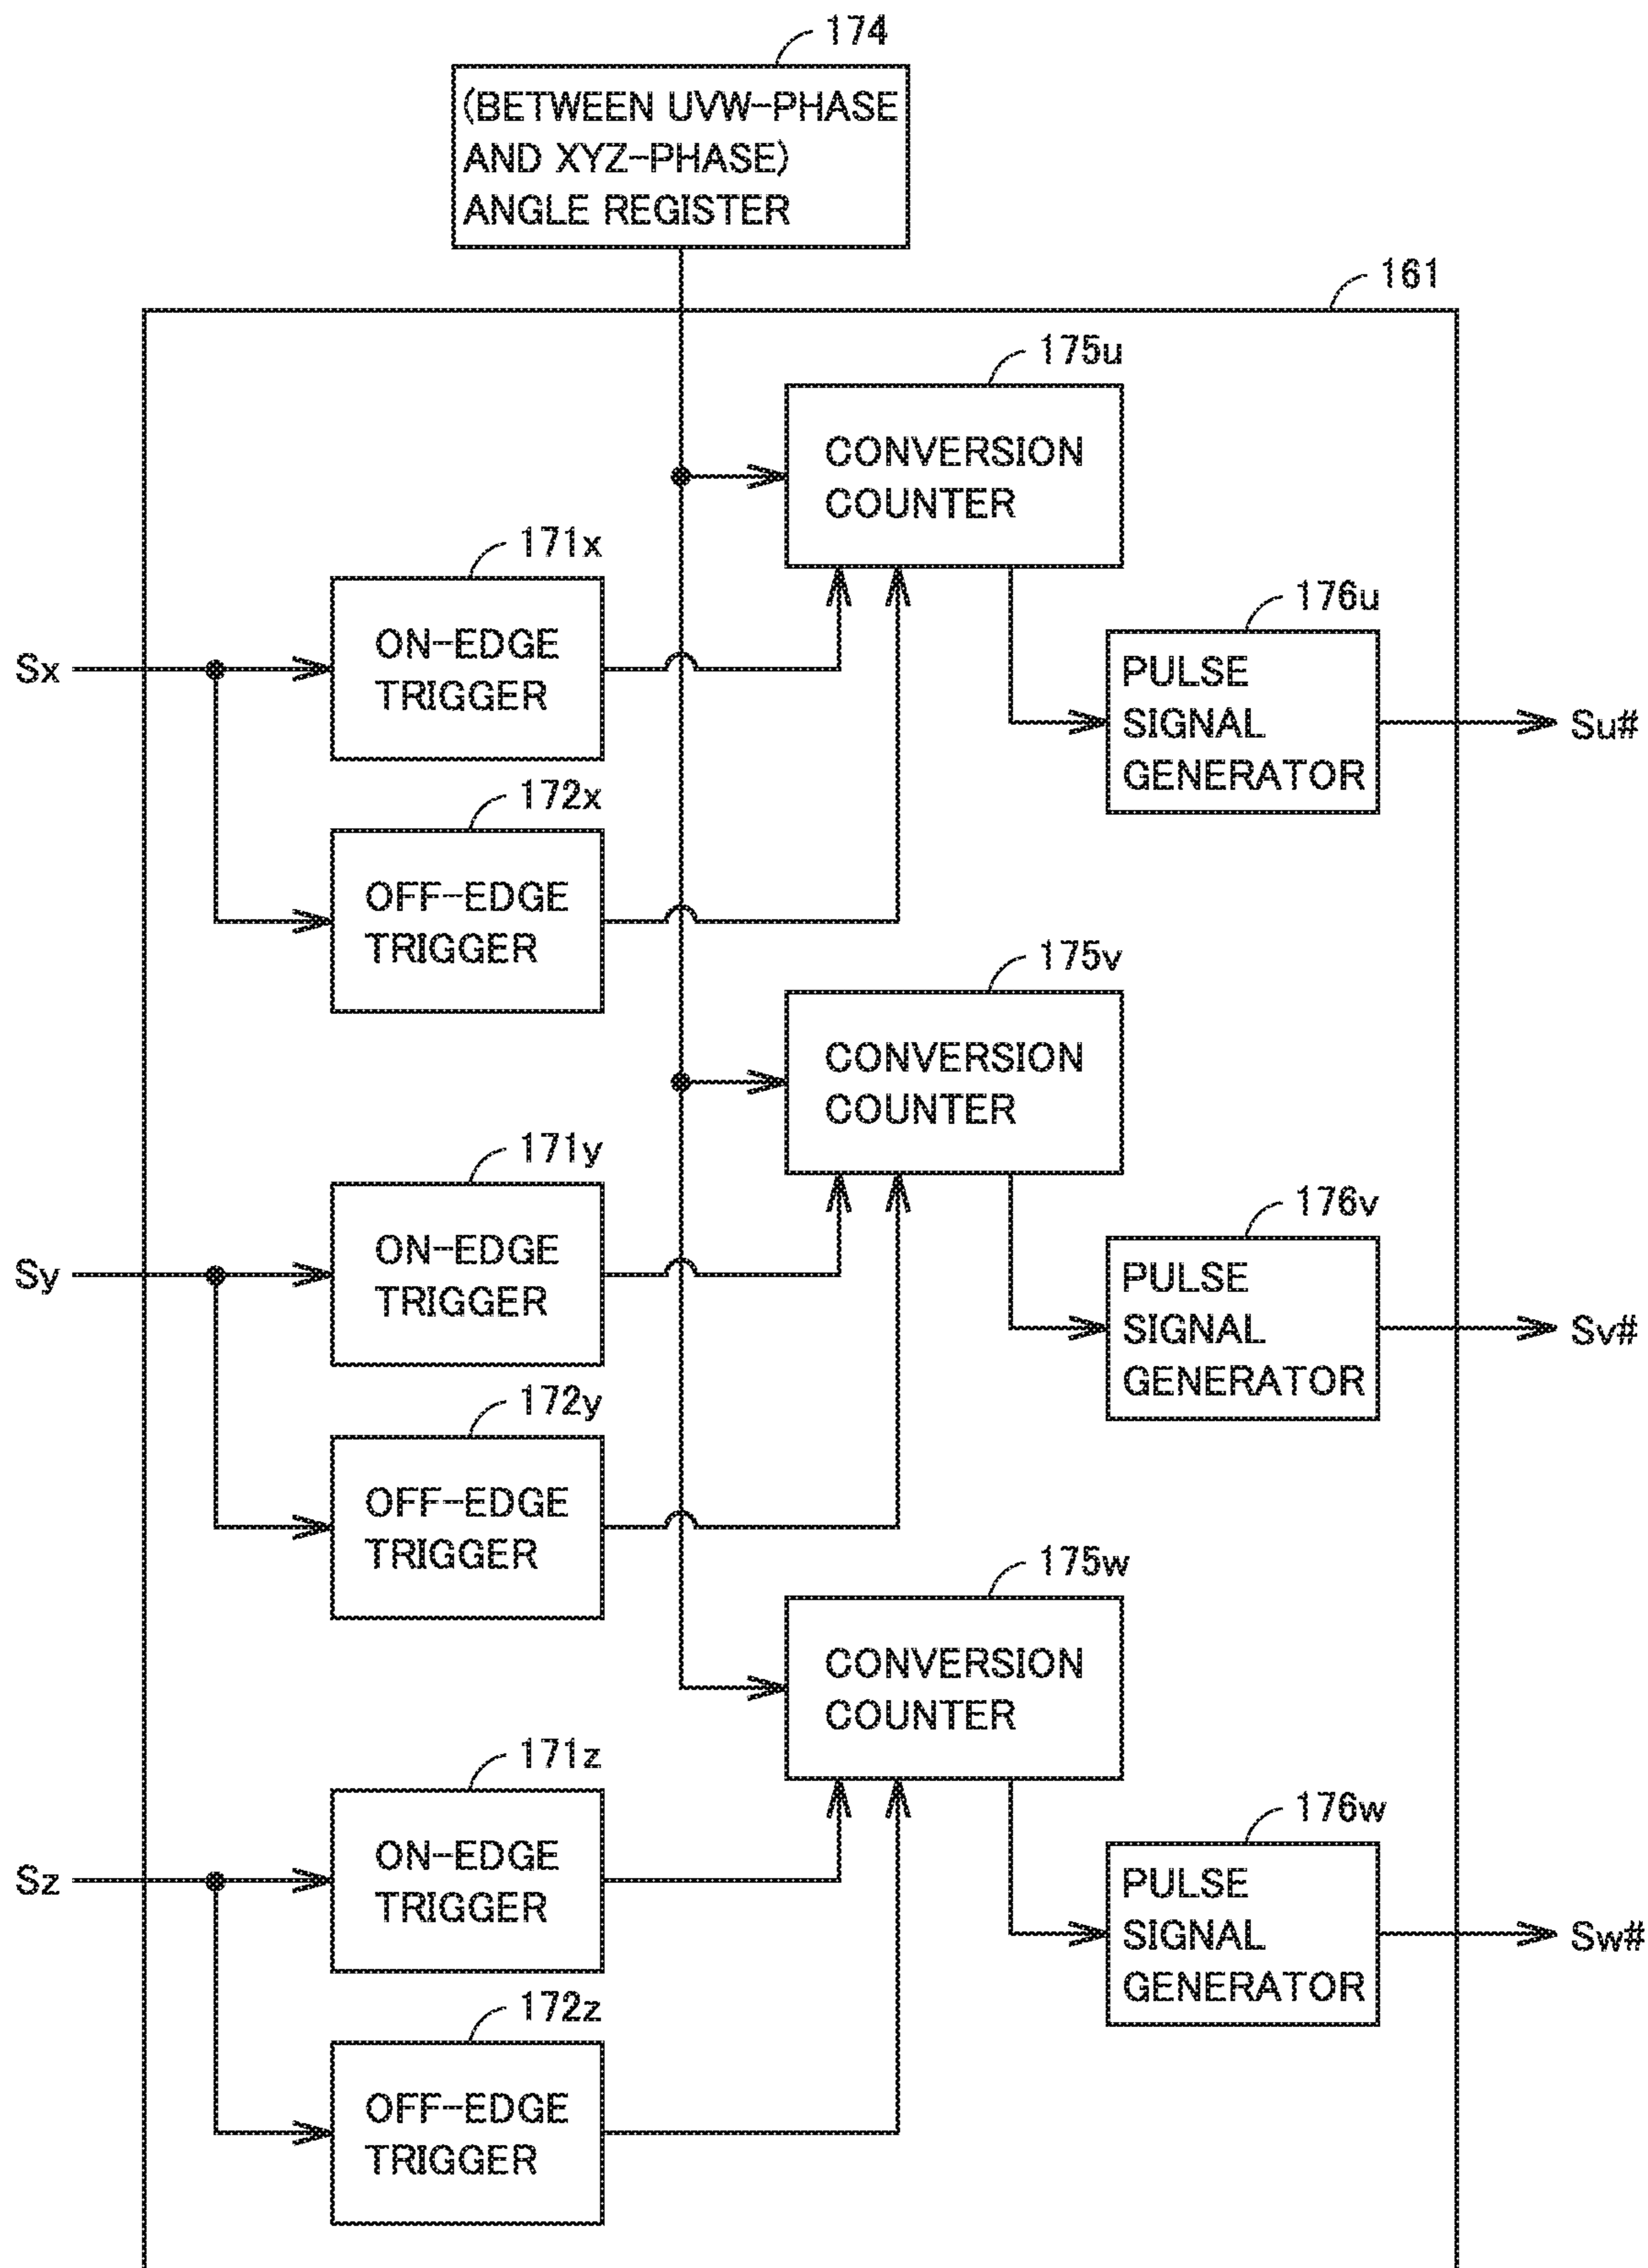 174
(BETWEEN UVW-PHASE
AND XYZ-PHASE)
ANGLE REGISTER
161
175u
CONVERSION
COUNTER
171x
ON-EDGE
TRIGGER
Sx
176u
PULSE
SIGNAL
GENERATOR
Su#
172x
OFF-EDGE
TRIGGER
175v
CONVERSION
COUNTER
171y
ON-EDGE
TRIGGER
Sy
176v
PULSE
SIGNAL
GENERATOR
Sv#
172y
OFF-EDGE
TRIGGER
175w
CONVERSION
COUNTER
171z
ON-EDGE
TRIGGER
Sz
176w
PULSE
SIGNAL
GENERATOR
Sw#
172z
OFF-EDGE
TRIGGER